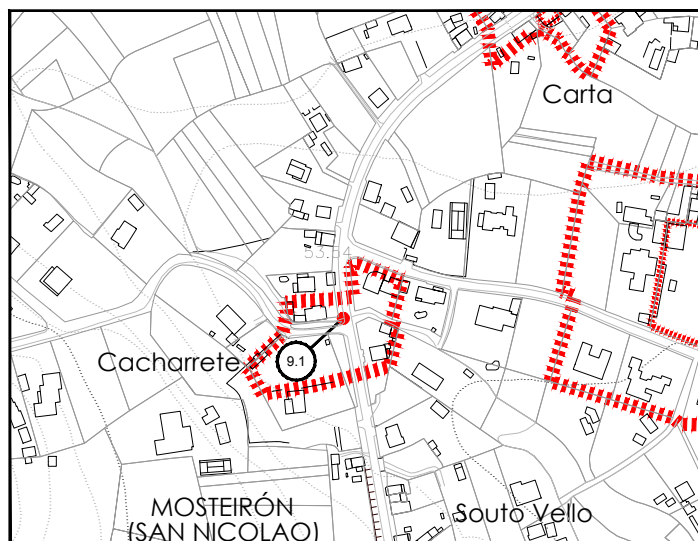 Carta
Cacharrete
9.1
MOSTEIRÓN
(SAN NICOLAO)
Souto Vello